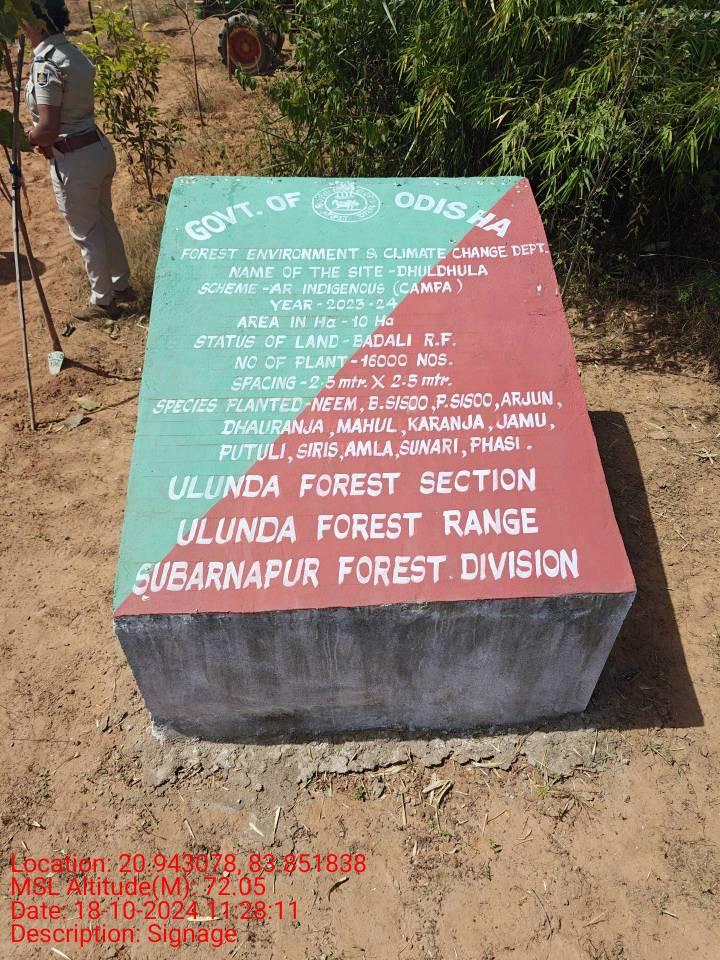 GOVT. OF ODISHA
FOREST ENVIRONMENT & CLIMATE CHANGE DEPT.
NAME OF THE SITE - DHULDHULA
SCHEME - AR INDIGENOUS (CAMPA)
YEAR - 2023-24
AREA IN Ha - 10 Ha
STATUS OF LAND - BADALI R.F.
NO OF PLANT - 16000 NOS.
SPACING - 2.5 mtr. X 2.5 mtr.
SPECIES PLANTED - NEEM, B.SISOO, P.SISOO, ARJUN,
DHAURANJA, MAHUL, KARANJA, JAMU,
PUTULI, SIRIS, AMLA, SUNARI, PHASI.
ULUNDA FOREST SECTION
ULUNDA FOREST RANGE
SUBARNAPUR FOREST DIVISION
Location: 20.943078, 83.851838
MSL Altitude(M): 72.05
Date: 18-10-2024 11:28:11
Description: Signage